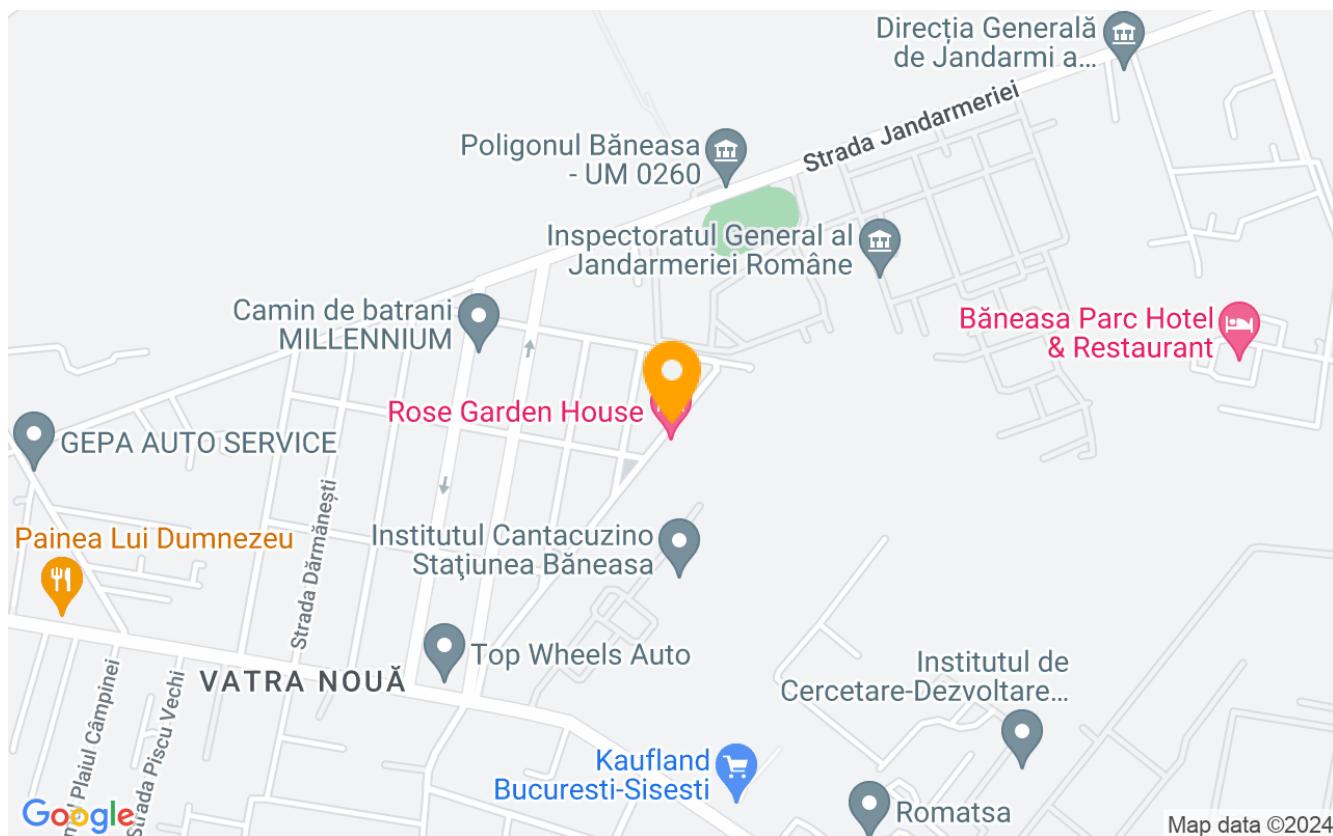 Direcția Generală
de Jandarmi a...
Strada Jandarmeriei
Poligonul Băneasa
- UM 0260
Inspectoratul General al
Jandarmeriei Române
Camin de batrani
MILLENNIUM
Băneasa Parc Hotel
& Restaurant
Rose Garden House
GEPA AUTO SERVICE
Strada Dărmănești
Institutul Cantacuzino
Staţiunea Băneasa
Painea Lui Dumnezeu
Top Wheels Auto
VATRA NOUĂ
Institutul de
Cercetare-Dezvoltare...
Plaiul Câmpinei
Strada Piscu Vechi
Kaufland
Bucuresti-Sisesti
Romatsa
Google
Map data ©2024